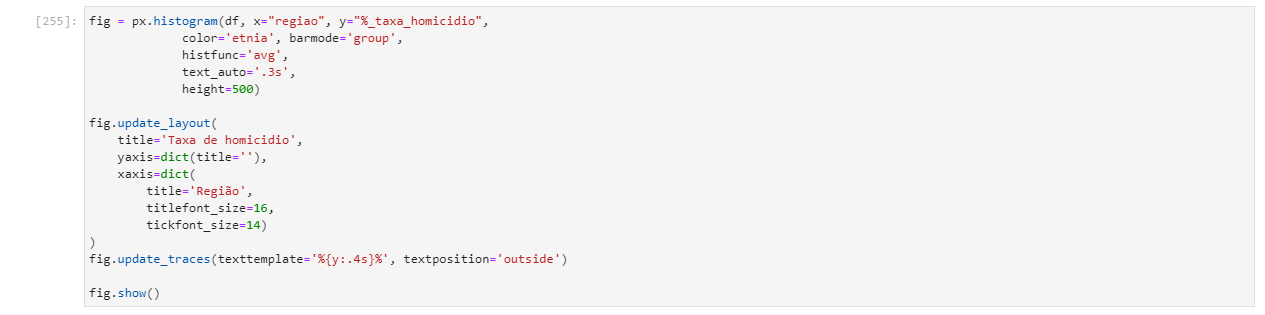 [255]: fig = px.histogram(df, x="regiao", y="%_taxa_homicidio",
             color='etnia', barmode='group',
             histfunc='avg',
             text_auto='.3s',
             height=500)

fig.update_layout(
    title='Taxa de homicidio',
    yaxis=dict(title=''),
    xaxis=dict(
        title='Região',
        titlefont_size=16,
        tickfont_size=14)
)
fig.update_traces(texttemplate='%{y:.4s}%', textposition='outside')

fig.show()